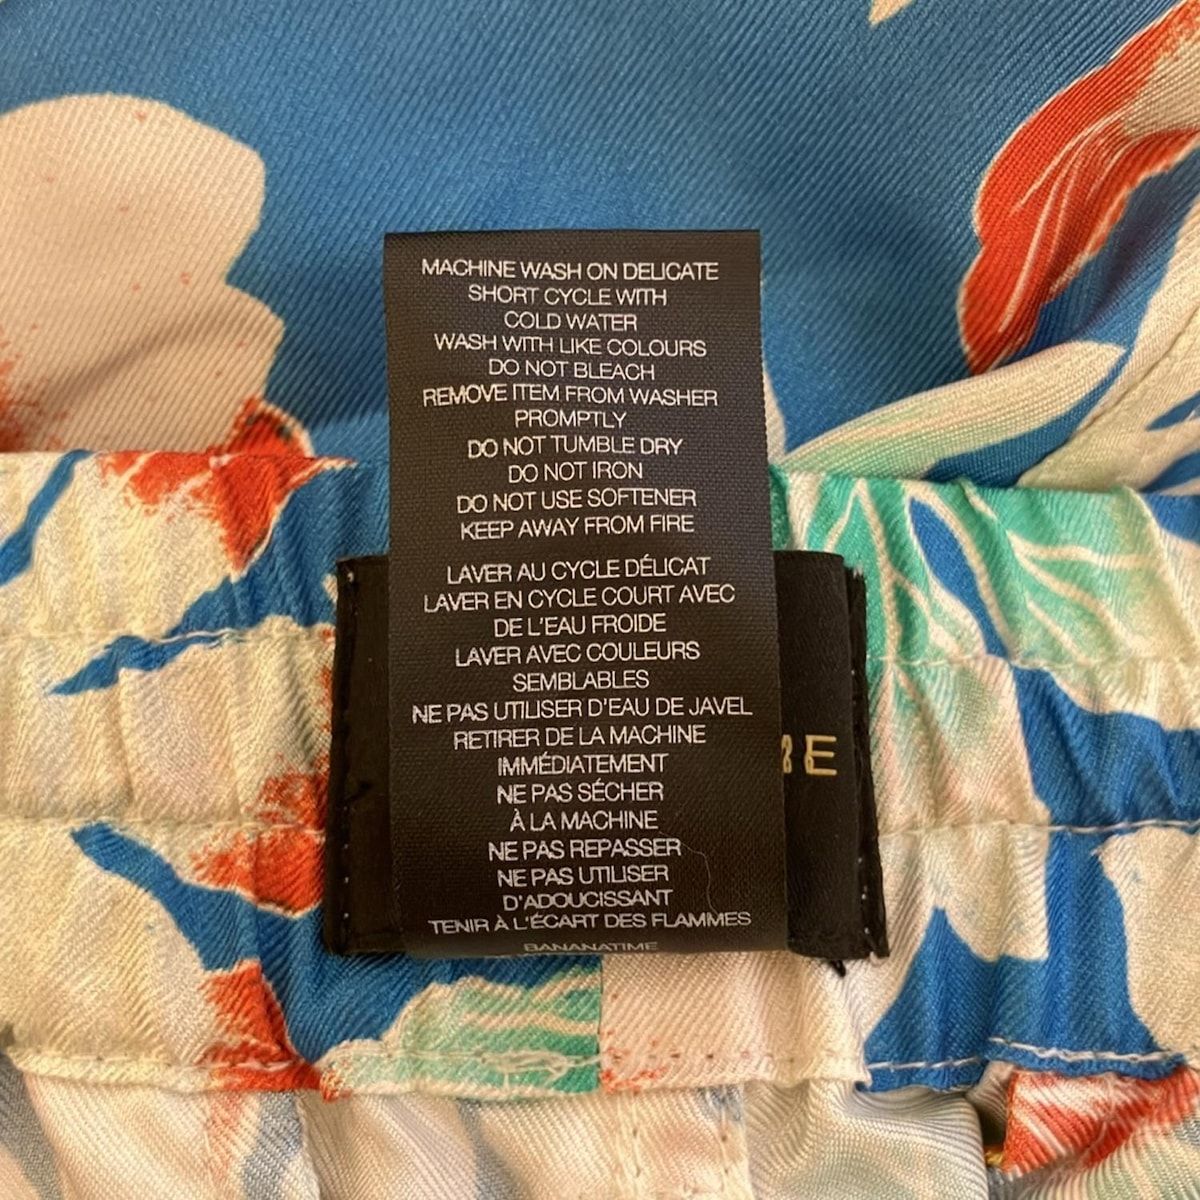 MACHINE WASH ON DELICATE
SHORT CYCLE WITH
COLD WATER
WASH WITH LIKE COLOURS
DO NOT BLEACH
REMOVE ITEM FROM WASHER
PROMPTLY
DO NOT TUMBLE DRY
DO NOT IRON
DO NOT USE SOFTENER
KEEP AWAY FROM FIRE
LAVER AU CYCLE DÉLICAT
LAVER EN CYCLE COURT AVEC
DE L'EAU FROIDE
LAVER AVEC COULEURS
SEMBLABLES
NE PAS UTILISER D'EAU DE JAVEL
RETIRER DE LA MACHINE
IMMÉDIATEMENT
NE PAS SÉCHER
À LA MACHINE
NE PAS REPASSER
NE PAS UTILISER
D'ADOUCISSANT
TENIR À L'ÉCART DES FLAMMES
BANANATIME